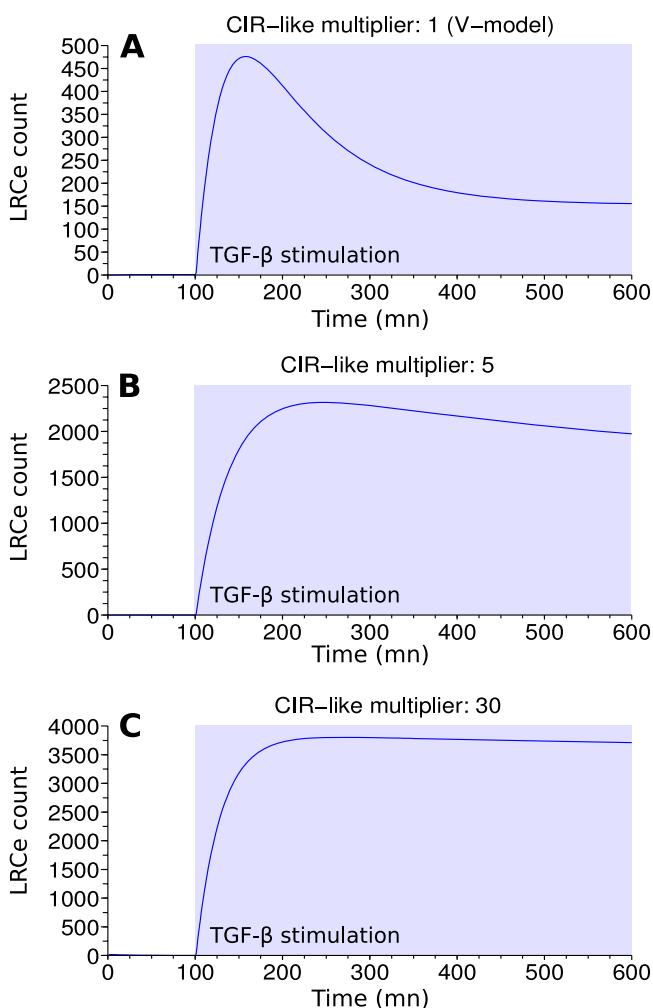 CIR–like multiplier: 1 (V–model)
A
500
450
400
350
300
250
200
150
100
50
0
LRCe count
TGF-β stimulation
0 100 200 300 400 500 600
Time (mn)
CIR–like multiplier: 5
B
2500
2000
1500
1000
500
0
LRCe count
TGF-β stimulation
0 100 200 300 400 500 600
Time (mn)
CIR–like multiplier: 30
C
4000
3500
3000
2500
2000
1500
1000
500
0
LRCe count
TGF-β stimulation
0 100 200 300 400 500 600
Time (mn)